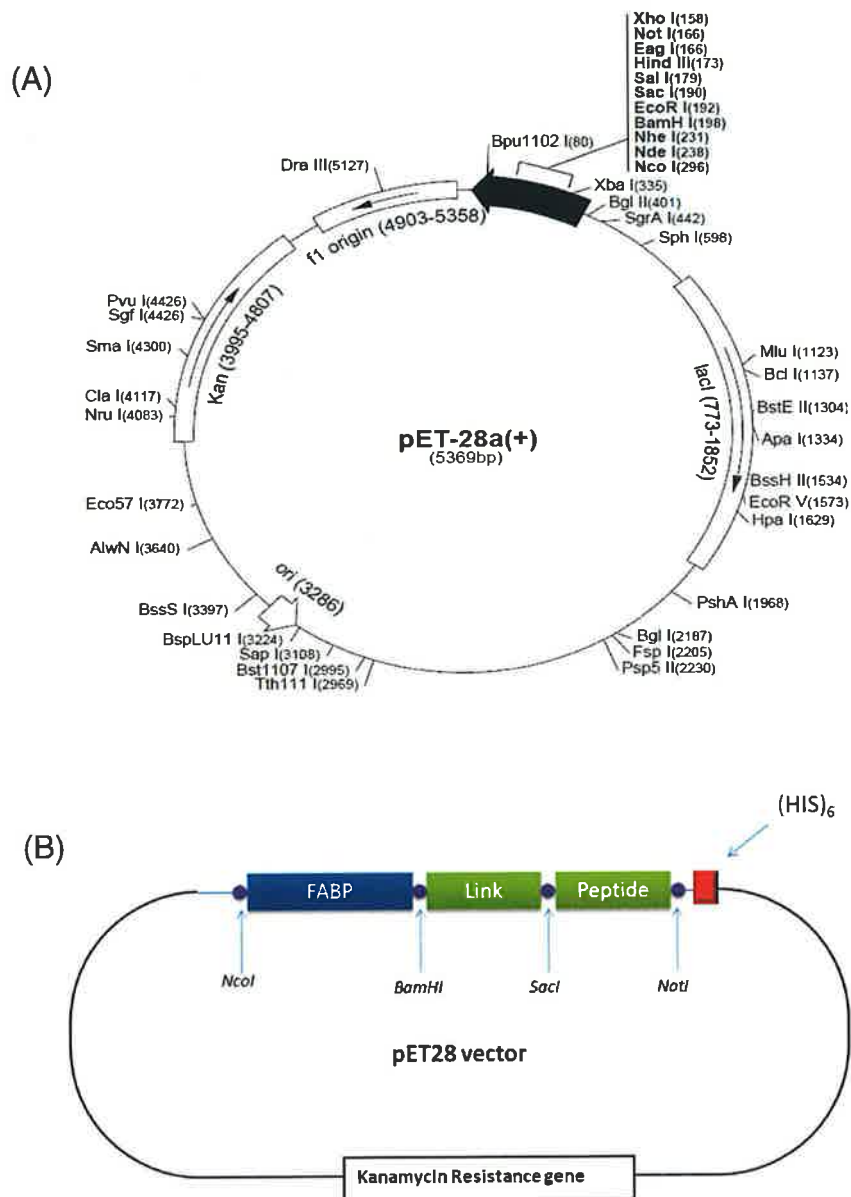 (A)
Xho I(158)
Not I(166)
Eag I(166)
Hind III(173)
Sal I(179)
Sac I(190)
EcoR I(192)
BamH I(198)
Nhe I(231)
Nde I(238)
Nco I(296)
Bpu1102 I(80)
Dra III(5127)
Xba I(335)
Bgl II(401)
SgrA I(442)
Sph I(598)
f1 origin (4903-5358)
Pvu I(4426)
Sgf I(4426)
Sma I(4300)
Cla I(4117)
Nru I(4083)
Kan (3995-4807)
lacI (773-1852)
Mlu I(1123)
Bcl I(1137)
BstE II(1304)
Apa I(1334)
BssH II(1534)
EcoR V(1573)
Hpa I(1629)
pET-28a(+)
(5369bp)
Eco57 I(3772)
AlwN I(3640)
ori (3286)
BssS I(3397)
BspLU11 I(3224)
Sap I(3108)
Bst1107 I(2995)
Tth111 I(2969)
PshA I(1968)
Bgl I(2187)
Fsp I(2205)
Psp5 II(2230)
(B)
(HIS)6
FABP
Link
Peptide
NcoI
BamHI
SacI
NotI
pET28 vector
Kanamycin Resistance gene